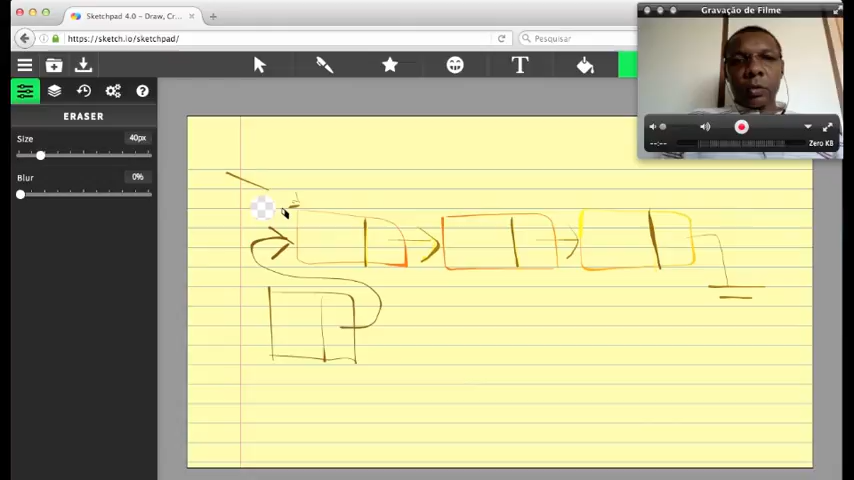 Sketchpad 4.0 – Draw, Cr...
https://sketch.io/sketchpad/
Pesquisar
Gravação de Filme
--:--
Zero KB
T
ERASER
Size
40px
Blur
0%